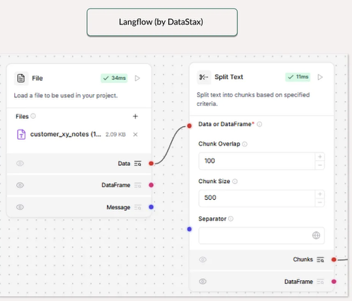 Langflow (by DataStax)
File
34ms
Load a file to be used in your project.
Files
customer_xy_notes (1... 2.09 KB
Data
DataFrame
Message
Split Text
11ms
Split text into chunks based on specified
criteria.
Data or DataFrame*
Chunk Overlap
100
Chunk Size
500
Separator
Chunks
DataFrame